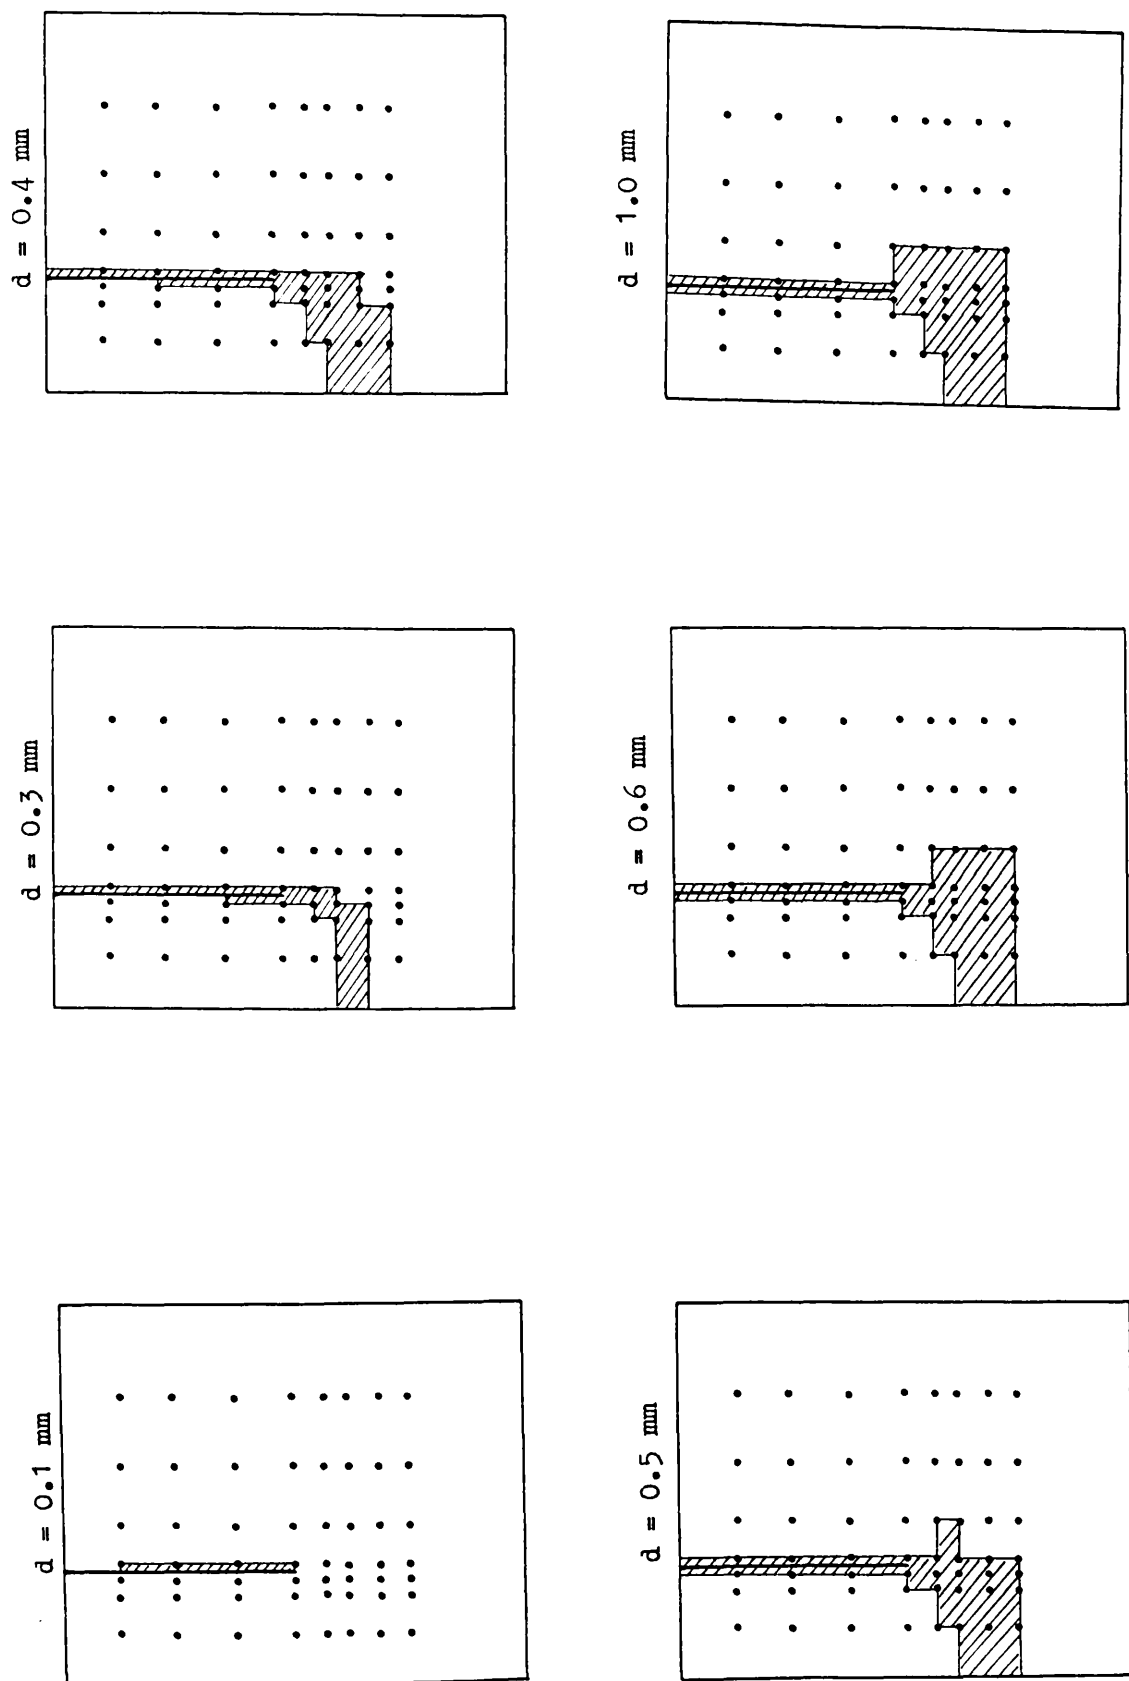 d = 0.1 mm
d = 0.3 mm
d = 0.4 mm
d = 0.5 mm
d = 0.6 mm
d = 1.0 mm